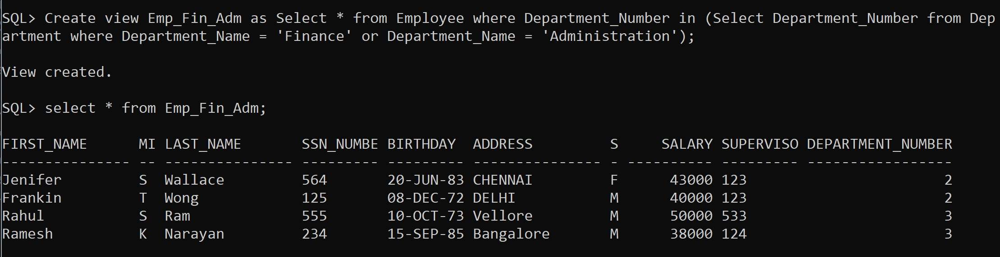 SQL> Create view Emp_Fin_Adm as Select * from Employee where Department_Number in (Select Department_Number from Dep
artment where Department_Name = 'Finance' or Department_Name = 'Administration');
View created.
SQL> select * from Emp_Fin_Adm;
FIRST_NAME      MI LAST_NAME       SSN_NUMBE BIRTHDAY  ADDRESS         S     SALARY SUPERVISO DEPARTMENT_NUMBER
--------------- -- --------------- --------- --------- --------------- - ---------- --------- -----------------
Jenifer         S  Wallace         564       20-JUN-83 CHENNAI         F      43000 123                       2
Frankin         T  Wong            125       08-DEC-72 DELHI           M      40000 123                       2
Rahul           S  Ram             555       10-OCT-73 Vellore         M      50000 533                       3
Ramesh          K  Narayan         234       15-SEP-85 Bangalore       M      38000 124                       3